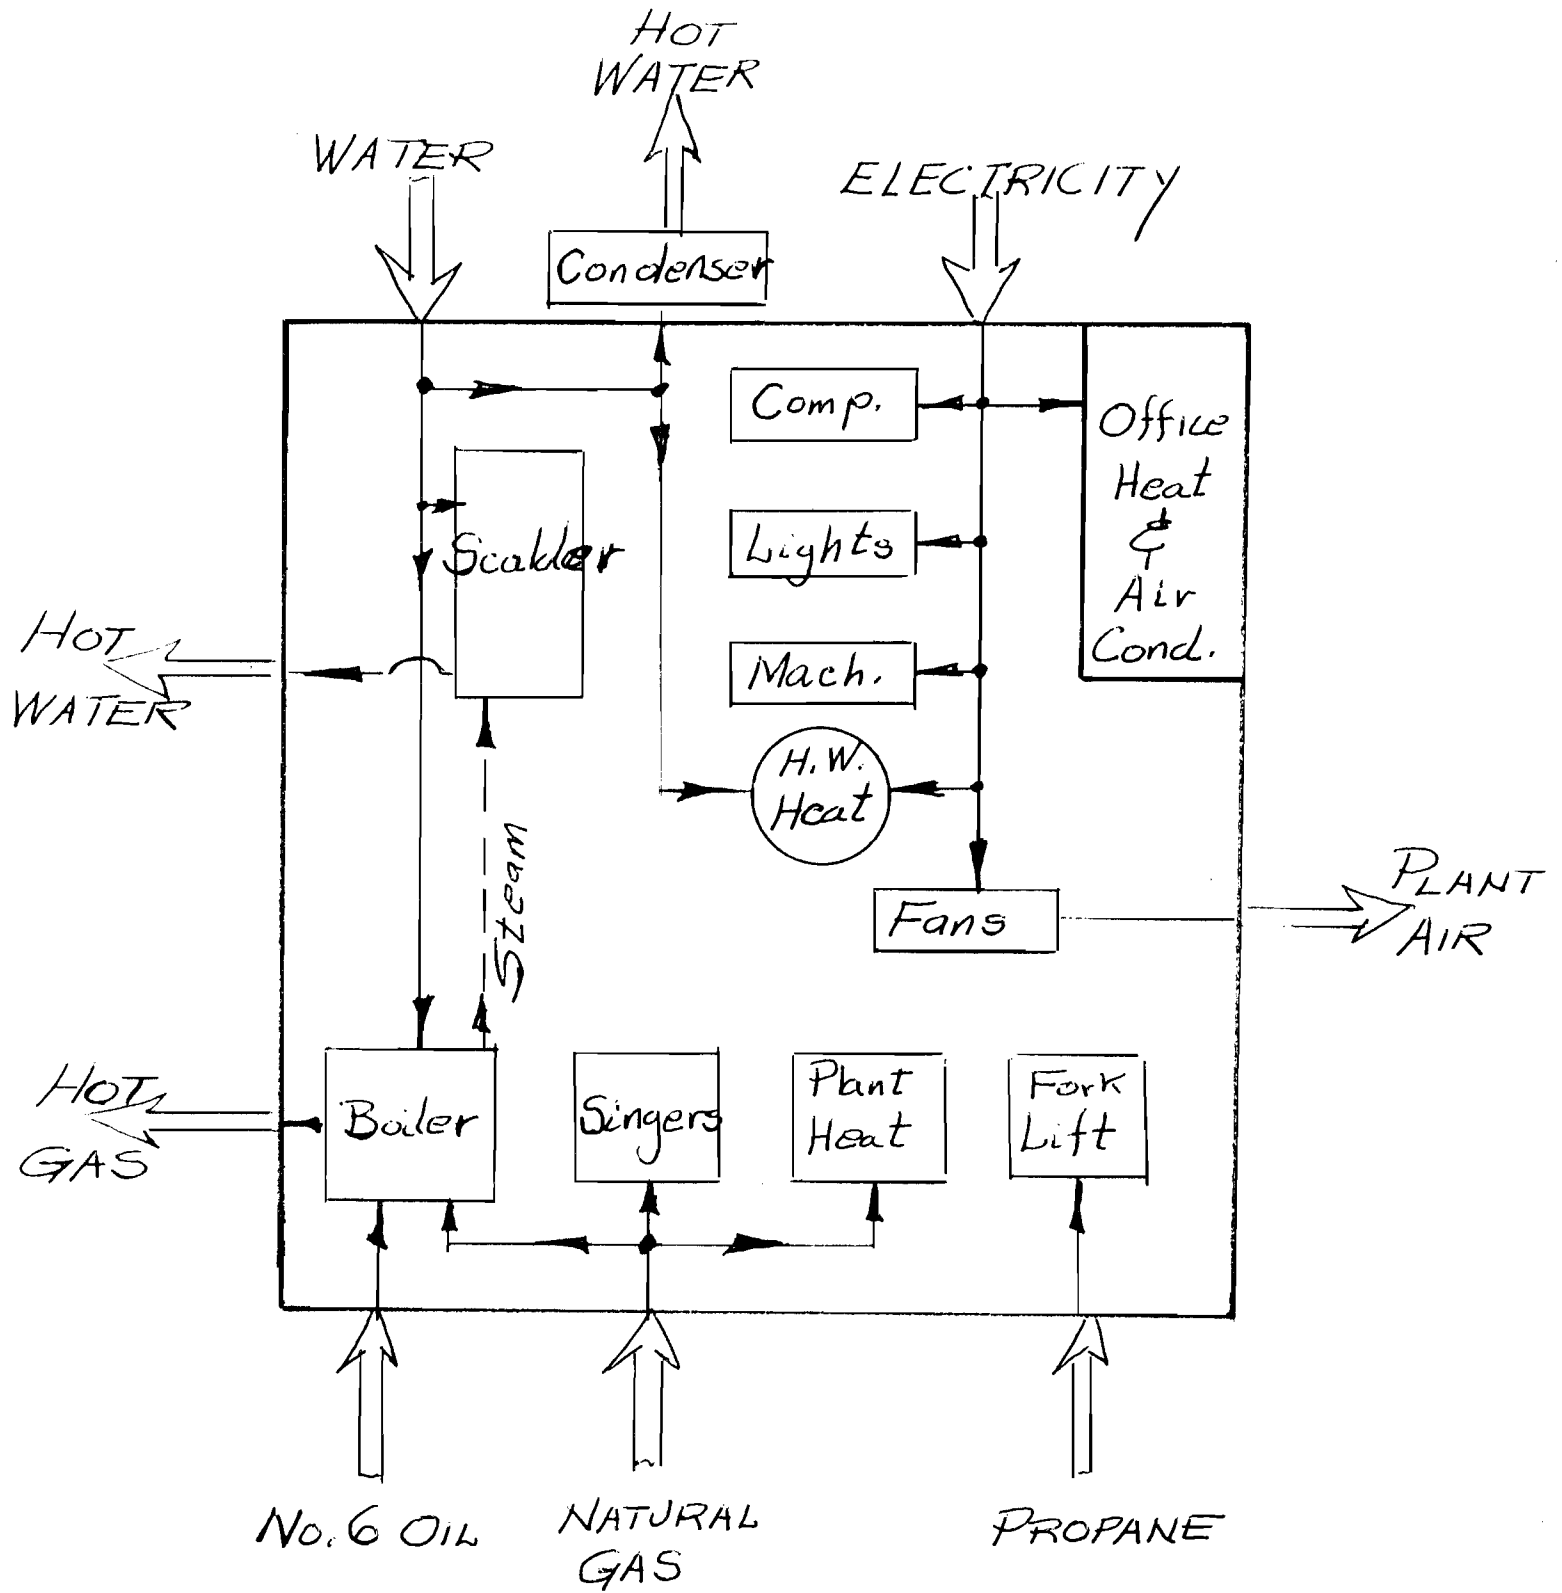 HOT
WATER
WATER
ELECTRICITY
Condenser
Comp.
Office
Heat
&
Air
Cond.
Lights
Scalder
Mach.
HOT
WATER
H.W.
Heat
Steam
Fans
PLANT
AIR
HOT
GAS
Boiler
Singers
Plant
Heat
Fork
Lift
No. 6 OIL
NATURAL
GAS
PROPANE